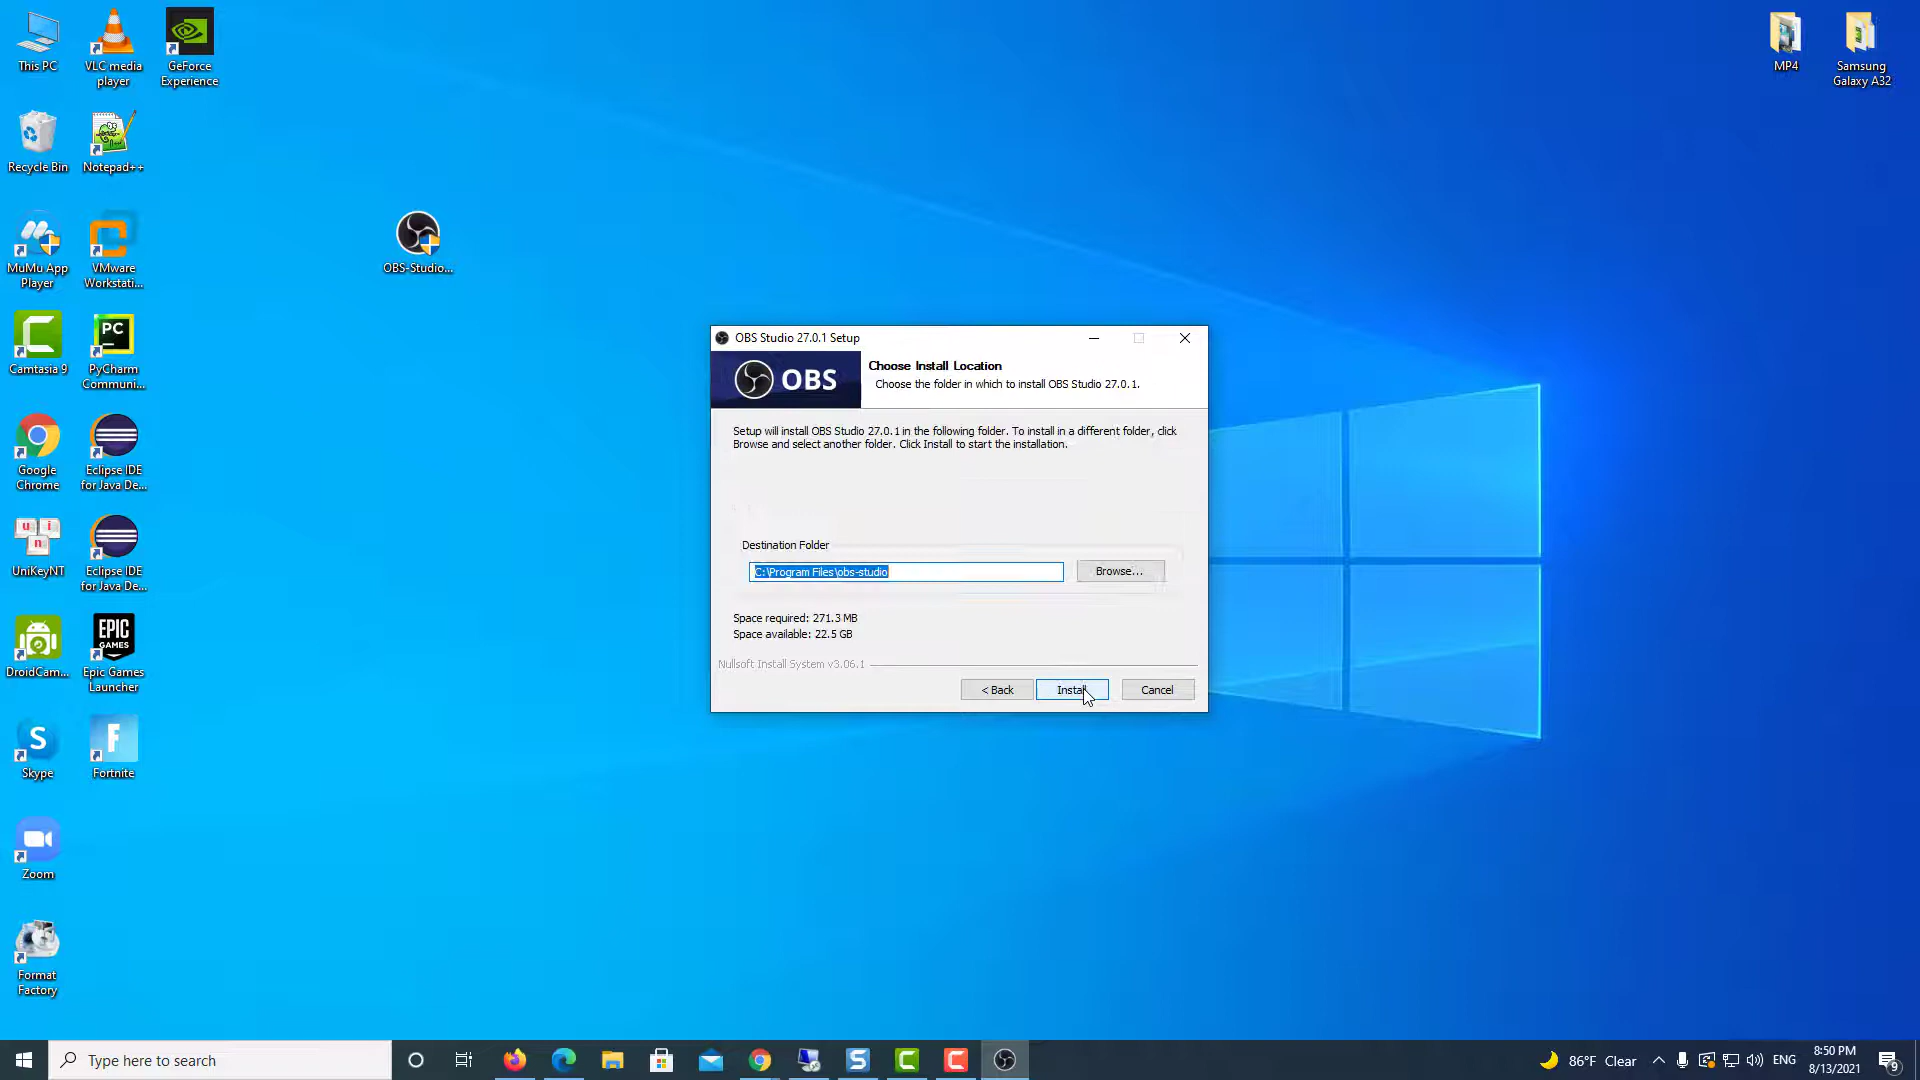 This PC
VLC media
player
GeForce
Experience
MP4
Samsung
Galaxy A32
Recycle Bin
Notepad++
MuMu App
Player
VMware
Workstati...
OBS-Studio...
Camtasia 9
PC
PyCharm
Communi...
Google
Chrome
Eclipse IDE
for Java De...
u i
n
UniKeyNT
Eclipse IDE
for Java De...
DroidCam...
EPIC
GAMES
Epic Games
Launcher
S
Skype
F
Fortnite
Zoom
Format
Factory
OBS Studio 27.0.1 Setup
OBS
Choose Install Location
Choose the folder in which to install OBS Studio 27.0.1.
Setup will install OBS Studio 27.0.1 in the following folder. To install in a different folder, click
Browse and select another folder. Click Install to start the installation.
Destination Folder
C:\Program Files\obs-studio
Browse...
Space required: 271.3 MB
Space available: 22.5 GB
Nullsoft Install System v3.06.1
< Back
Install
Cancel
Type here to search
S
86°F Clear
ENG
8:50 PM
8/13/2021
9